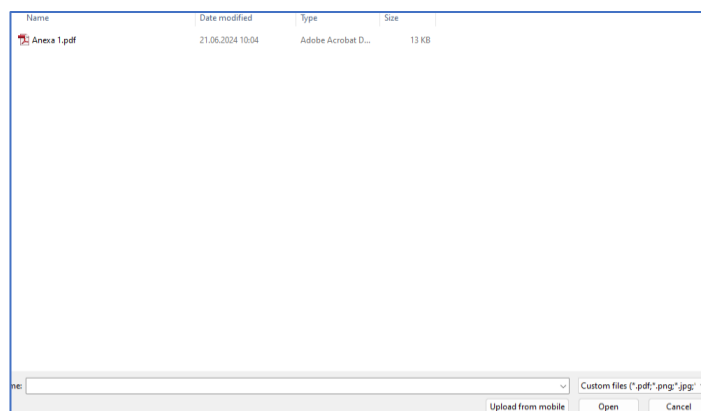 Name Date modified Type Size
Anexa 1.pdf 21.06.2024 10:04 Adobe Acrobat D... 13 KB
me: Custom files (*.pdf;*.png;*.jpg;*
Upload from mobile Open Cancel